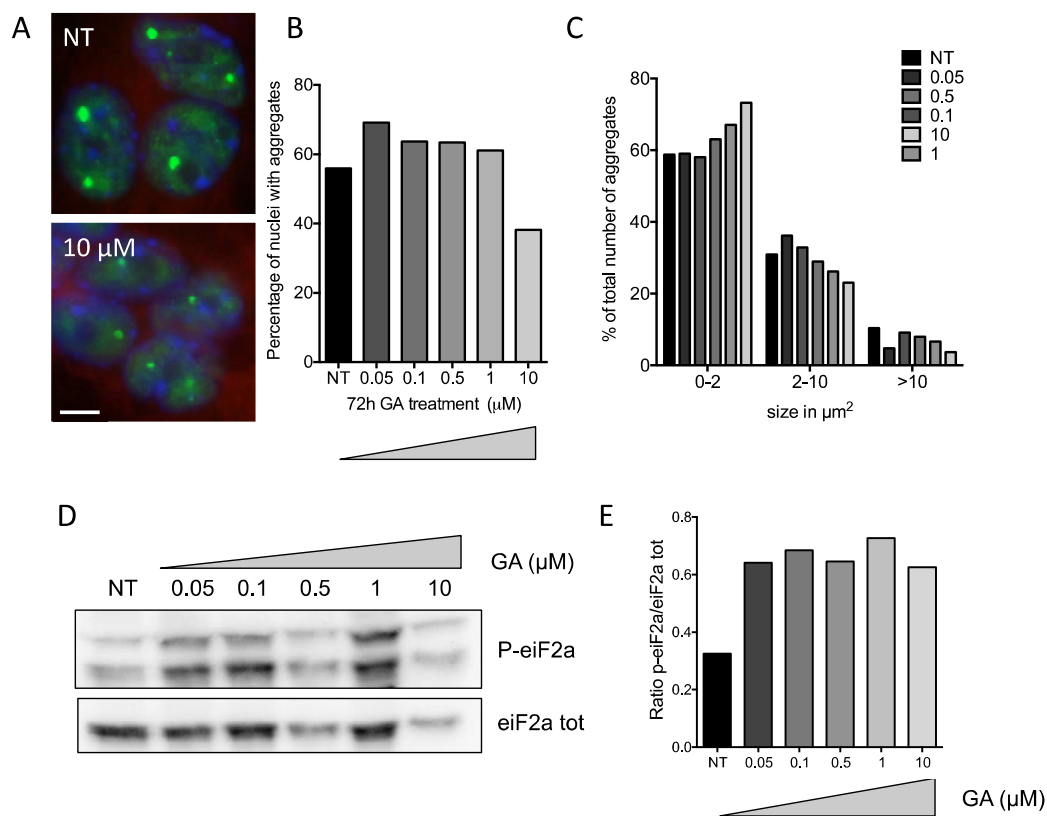 A
NT
10 μM
B
Percentage of nuclei with aggregates
80
60
40
20
0
NT 0.05 0.1 0.5 1 10
72h GA treatment (μM)
C
NT
0.05
0.5
0.1
10
1
% of total number of aggregates
80
60
40
20
0
0-2 2-10 >10
size in μm²
D
GA (μM)
NT 0.05 0.1 0.5 1 10
P-eiF2a
eiF2a tot
E
Ratio p-eiF2a/eiF2a tot
0.8
0.6
0.4
0.2
0.0
NT 0.05 0.1 0.5 1 10
GA (μM)